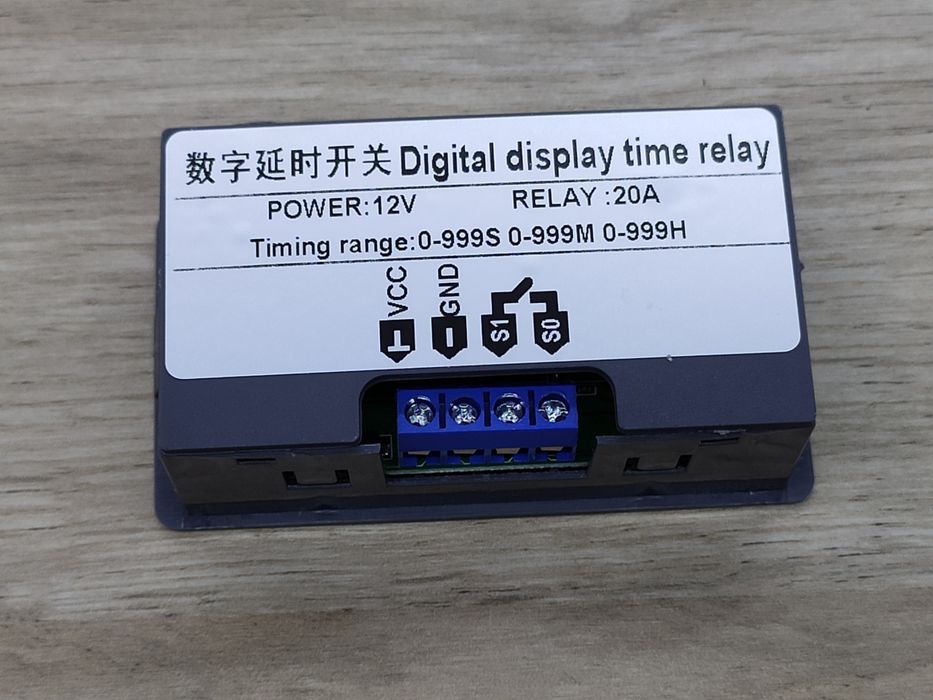 数字延时开关 Digital display time relay
POWER:12V RELAY :20A
Timing range:0-999S 0-999M 0-999H
VCC GND S1 S0